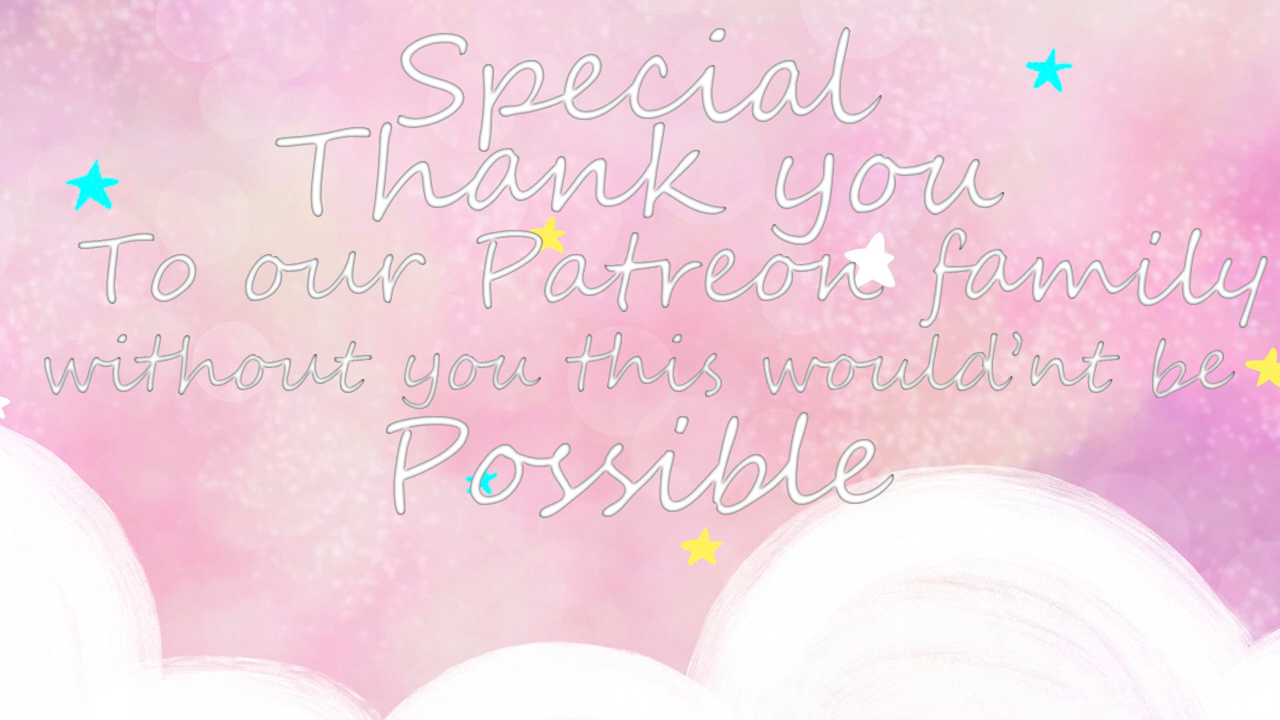 Special
Thank you
To our Patreon family
without you this would'nt be
Possible